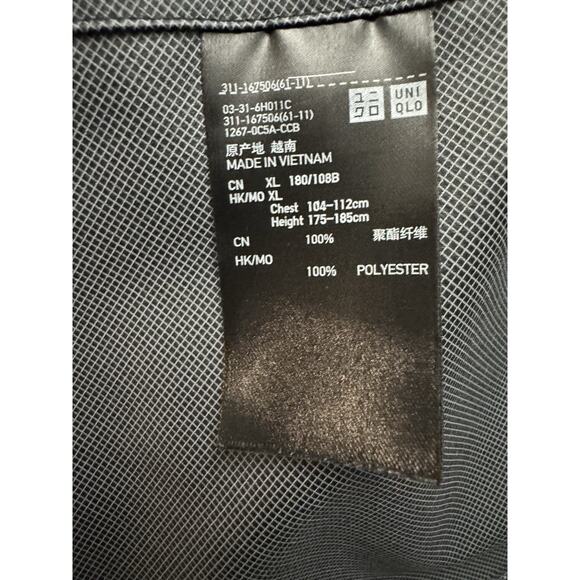 311-167506(61-11)
ユニ
クロ
UNI
QLO
03-31-6H011C
311-167506(61-11)
1267-0C5A-CCB
原产地 越南
MADE IN VIETNAM
CN XL 180/108B
HK/MO XL
Chest 104-112cm
Height 175-185cm
CN 100% 聚酯纤维
HK/MO
100% POLYESTER